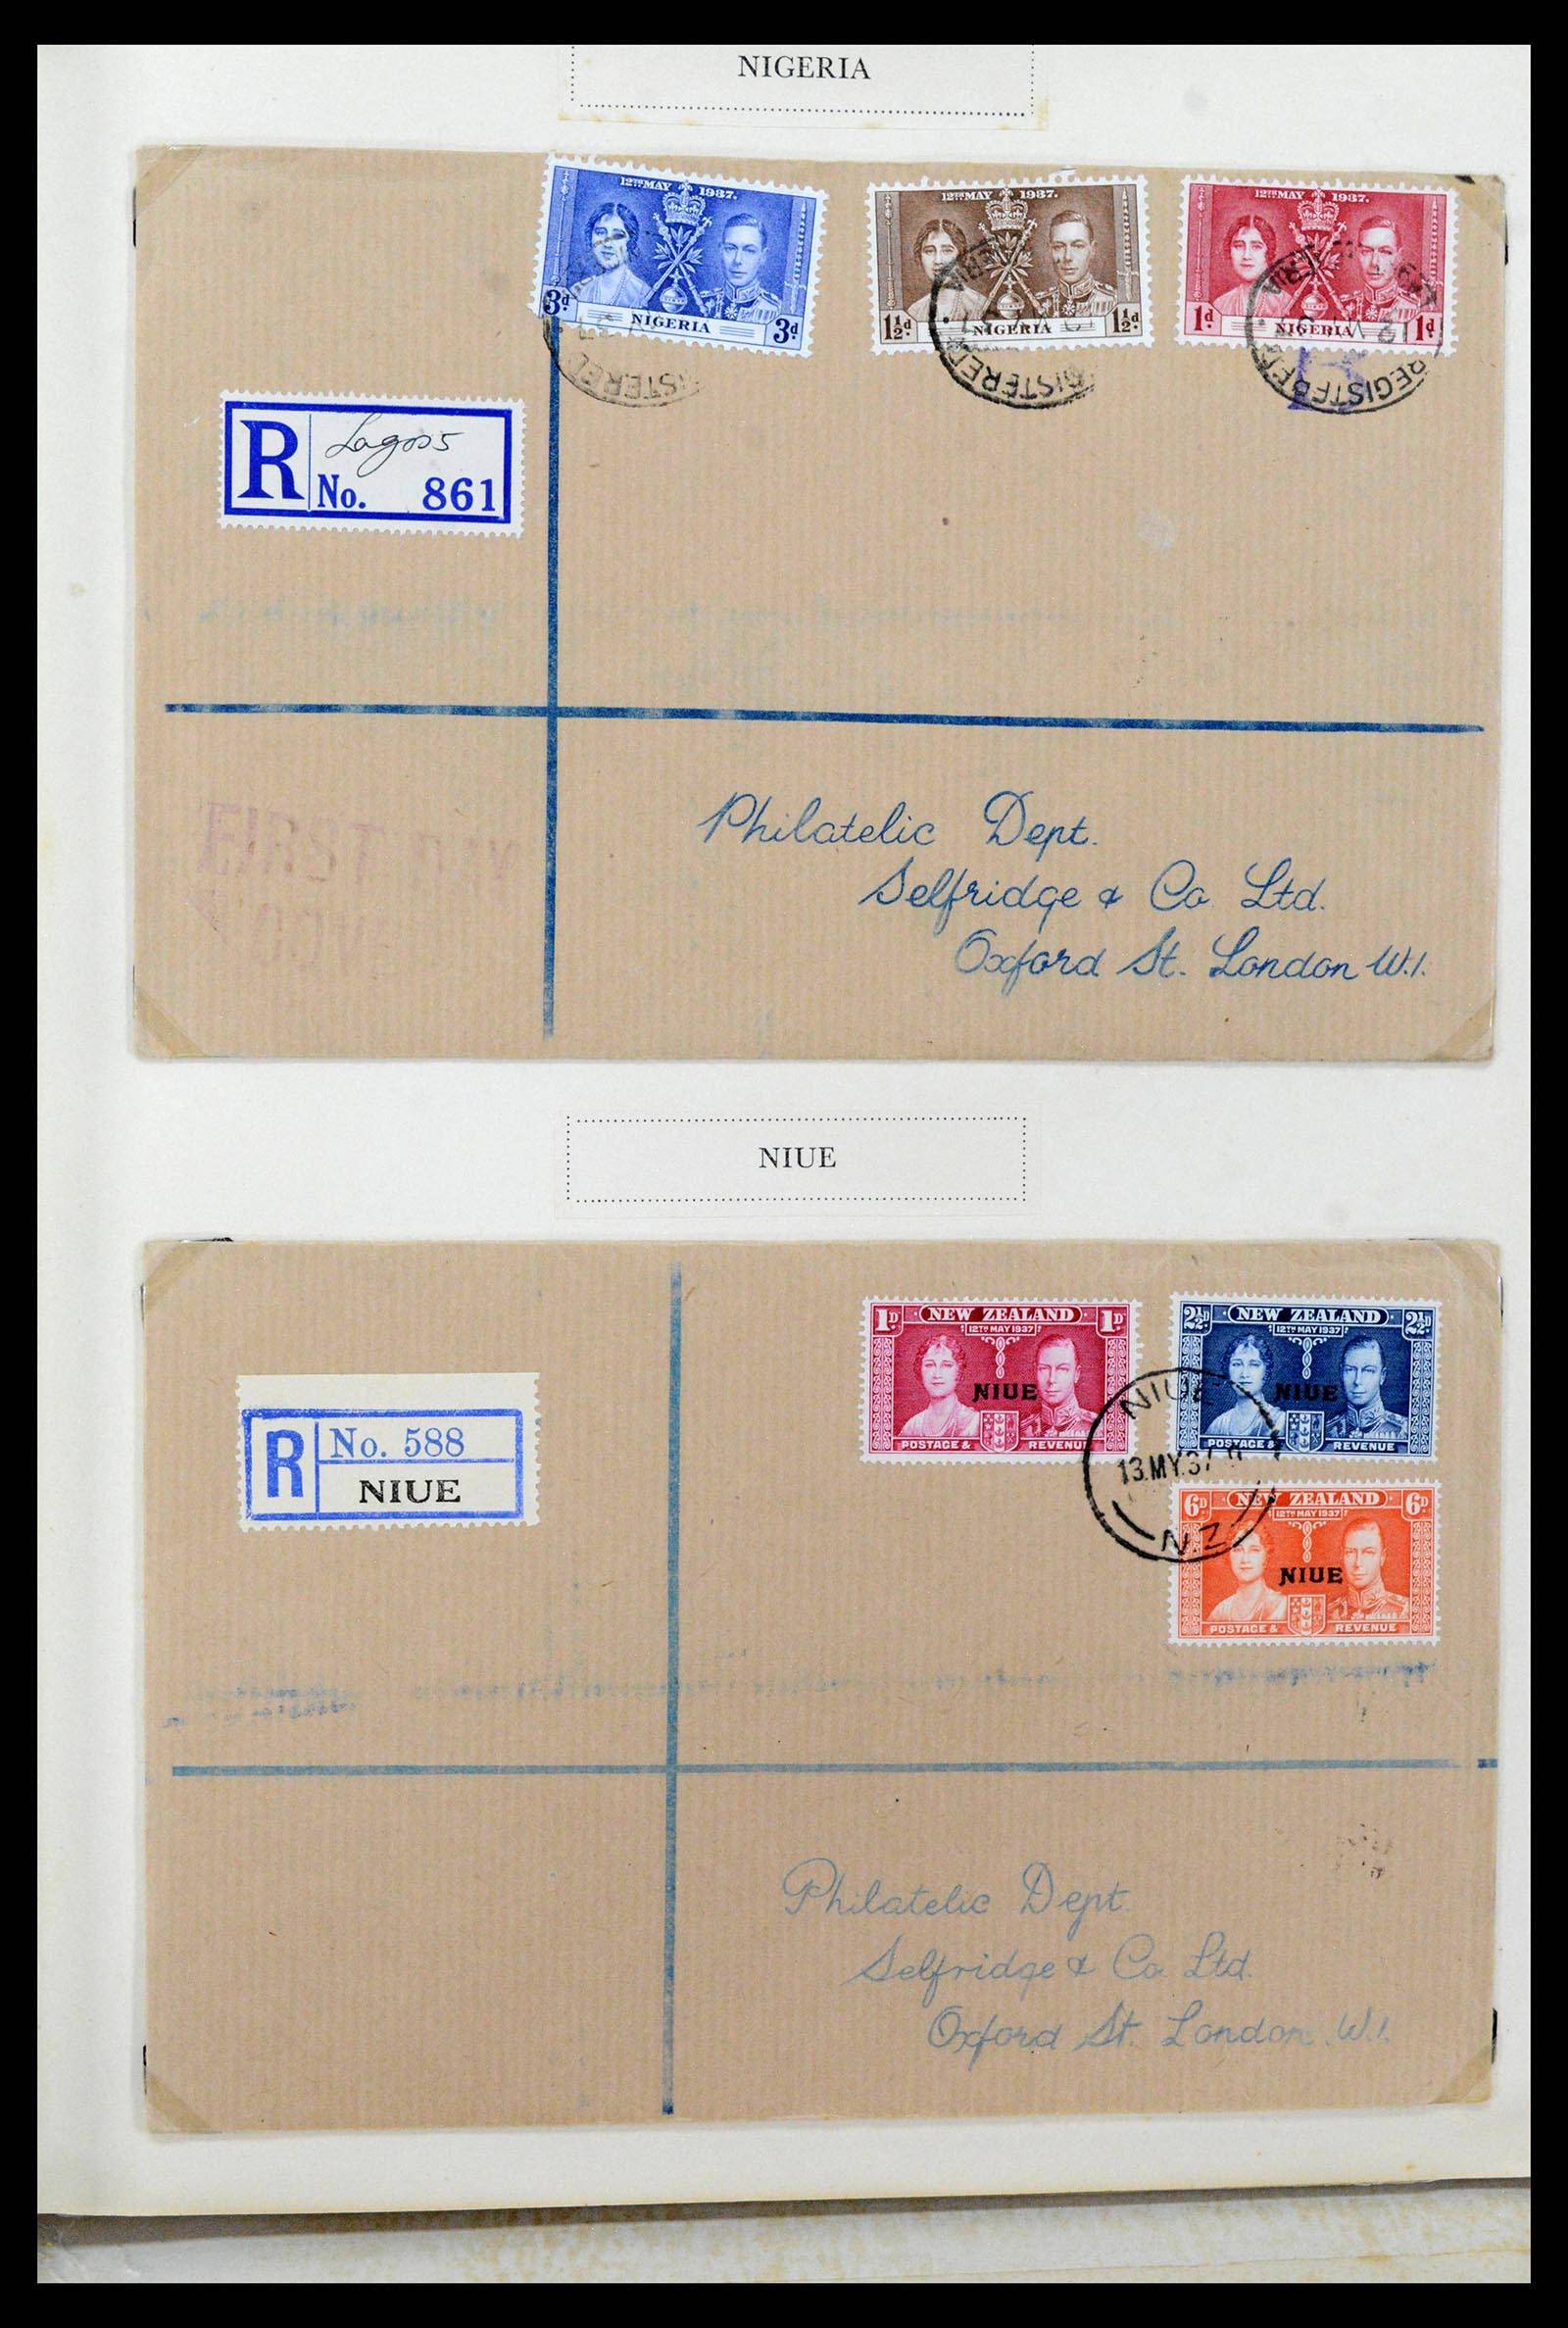 NIGERIA
12TH MAY 1937.
3d 3d
NIGERIA
12TH MAY 1937.
1½d 1½d
NIGERIA
12TH MAY 1937.
1d 1d
NIGERIA
REGISTERED
R Lagos 5
No. 861
Philatelic Dept.
Selfridge & Co Ltd.
Oxford St. London W.1.
NIUE
1D NEW ZEALAND 1D
12TH MAY 1937
NIUE
POSTAGE & REVENUE
2½D NEW ZEALAND 2½D
12TH MAY 1937
NIUE
POSTAGE & REVENUE
NIUE
13.MY.37
N.Z
6D NEW ZEALAND 6D
12TH MAY 1937
NIUE
POSTAGE & REVENUE
R No. 588
NIUE
Philatelic Dept.
Selfridge & Co Ltd.
Oxford St. London W.1.